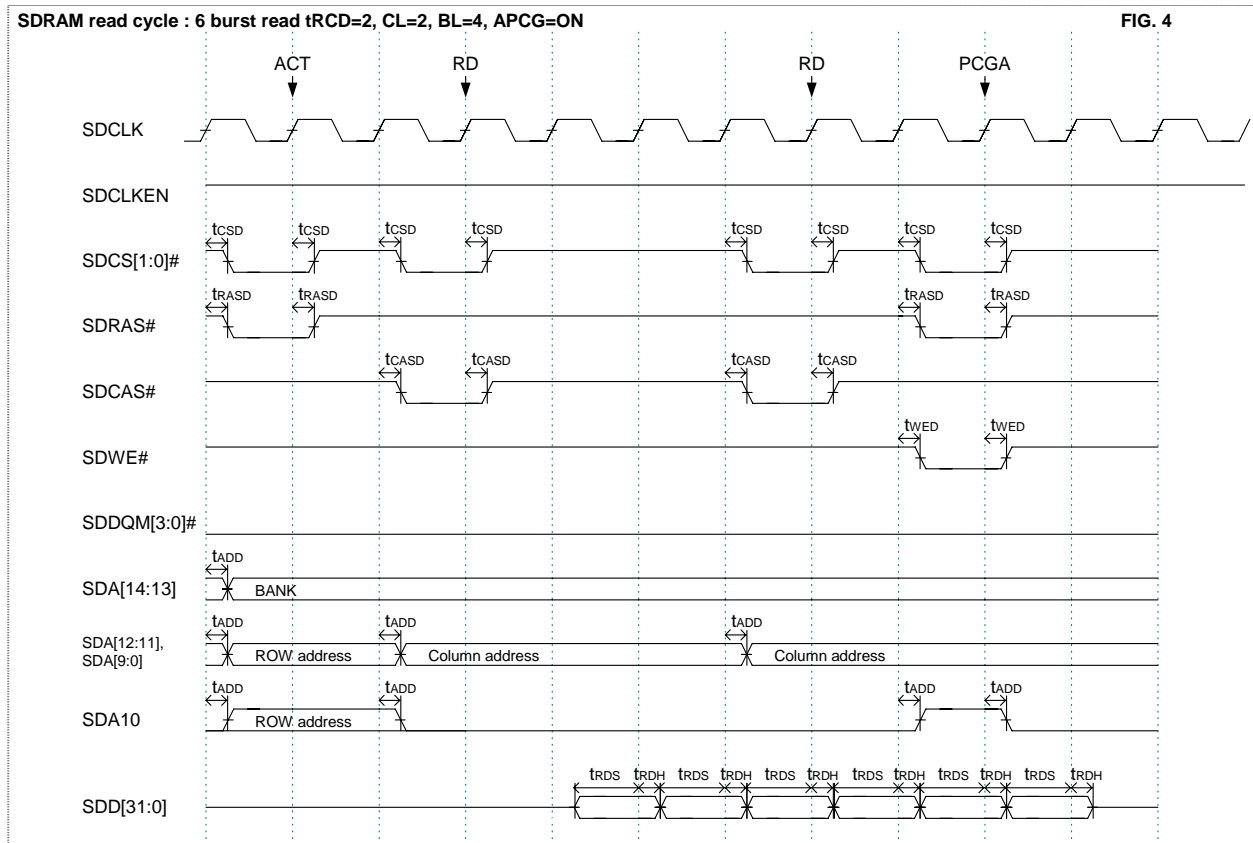 SDRAM read cycle : 6 burst read tRCD=2, CL=2, BL=4, APCG=ON FIG. 4
ACT RD RD PCGA
SDCLK
SDCLKEN
tCSD tCSD tCSD tCSD tCSD tCSD tCSD tCSD
SDCS[1:0]#
tRASD tRASD tRASD tRASD
SDRAS#
tCASD tCASD tCASD tCASD
SDCAS#
tWED tWED
SDWE#
SDDQM[3:0]#
tADD
SDA[14:13] BANK
tADD tADD tADD
SDA[12:11],
SDA[9:0]
ROW address Column address Column address
tADD tADD tADD tADD
SDA10 ROW address
tRDS tRDH tRDS tRDH tRDS tRDH tRDS tRDH tRDS tRDH tRDS tRDH
SDD[31:0]